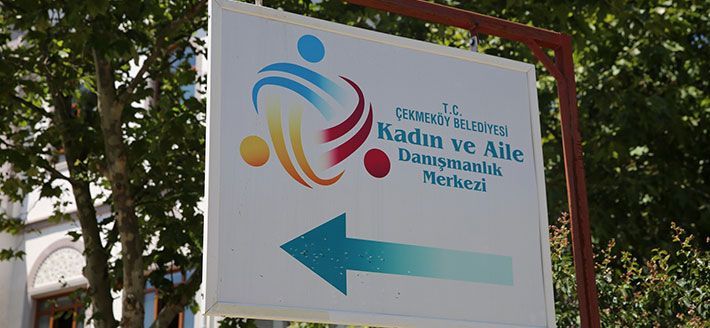 T.C.
ÇEKMEKÖY BELEDİYESİ
Kadın ve Aile
Danışmanlık
Merkezi